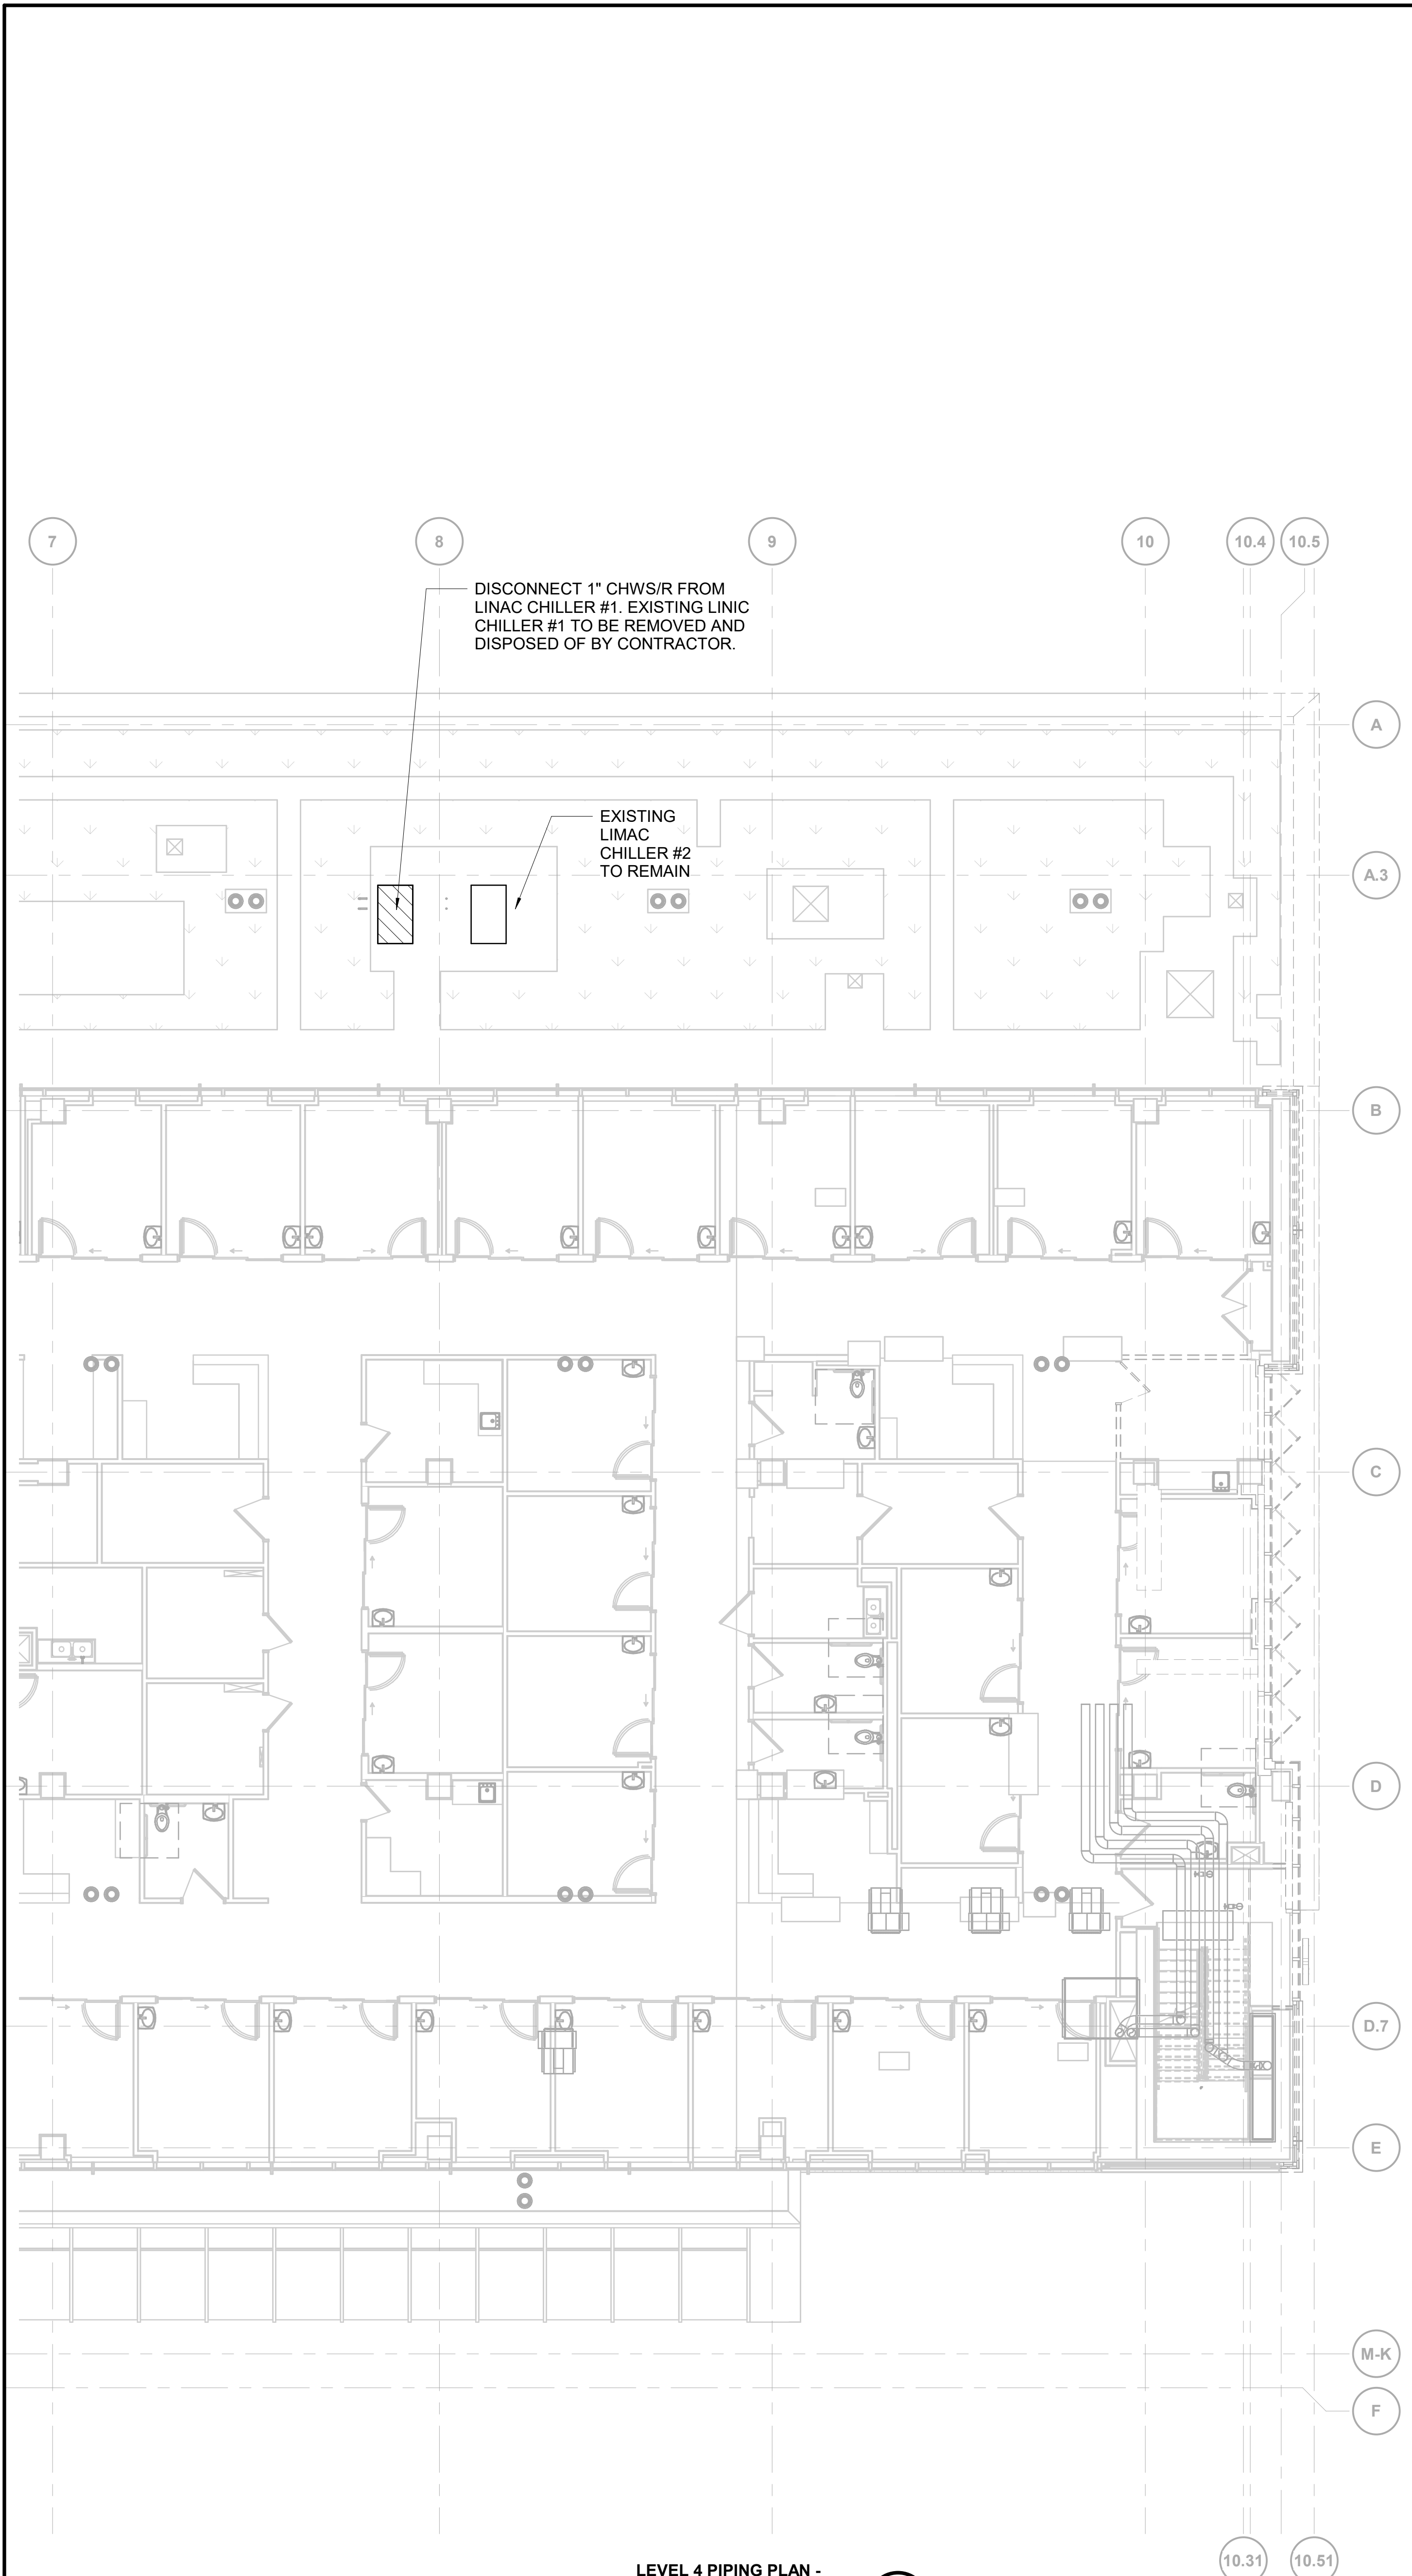 7
8
9
10
10.4
10.5
DISCONNECT 1" CHWS/R FROM
LINAC CHILLER #1. EXISTING LINIC
CHILLER #1 TO BE REMOVED AND
DISPOSED OF BY CONTRACTOR.
A
EXISTING
LIMAC
CHILLER #2
TO REMAIN
A.3
B
C
D
D.7
E
M-K
F
10.31
10.51
LEVEL 4 PIPING PLAN -